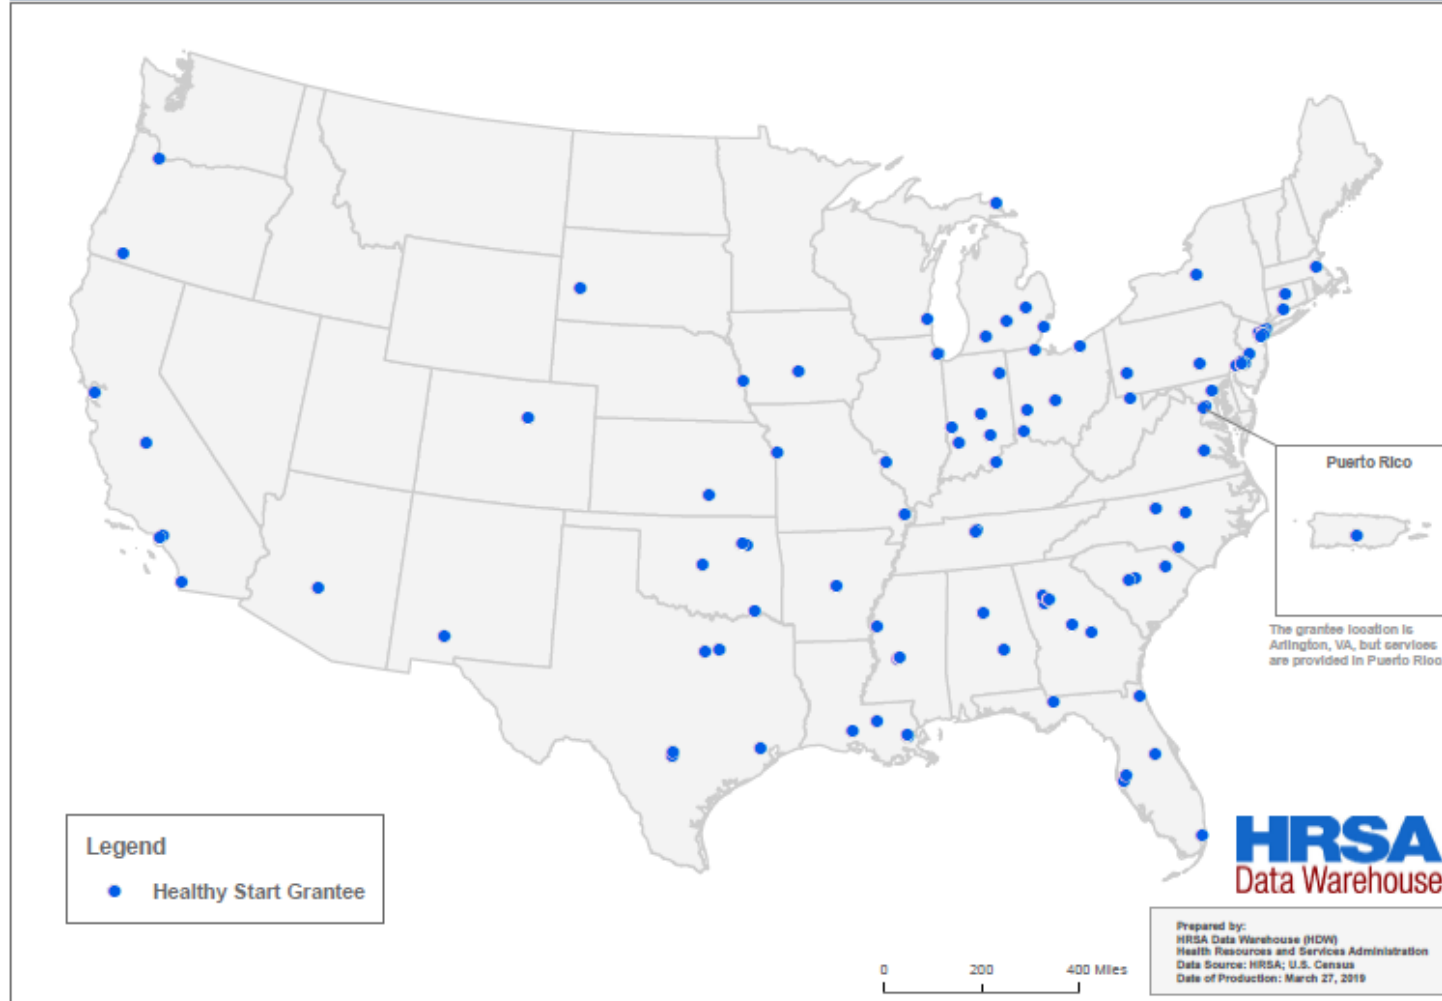 Puerto Rico
The grantee location is
Arlington, VA, but services
are provided in Puerto Rico
Legend
Healthy Start Grantee
HRSA
Data Warehouse
Prepared by:
HRSA Data Warehouse (HDW)
Health Resources and Services Administration
Data Source: HRSA; U.S. Census
Date of Production: March 27, 2019
0 200 400 Miles